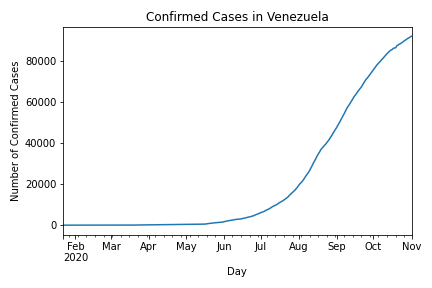 Confirmed Cases in Venezuela
Number of Confirmed Cases
80000
60000
40000
20000
0
Feb Mar Apr May Jun Jul Aug Sep Oct Nov
2020
Day